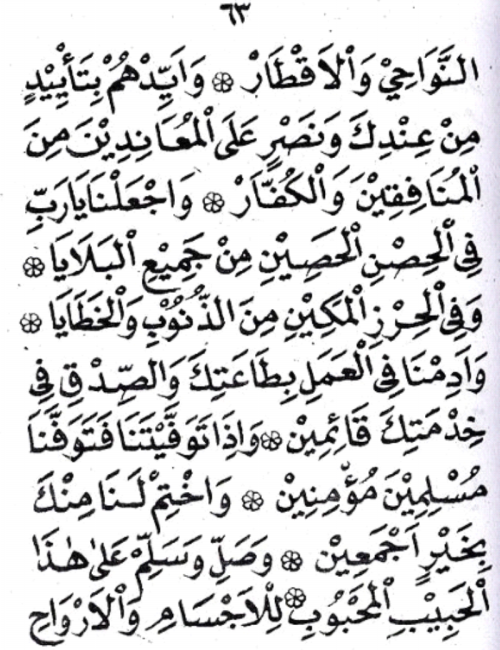 ٦٣
النَّوَاحِيْ وَالْاَقْطَارْ ۞ وَاَيِّدْهُمْ بِتَأْيِيْدٍ
مِنْ عِنْدِكَ وَنَصْرٍ عَلَى الْمُعَانِدِيْنَ مِنَ
الْمُنَافِقِيْنَ وَالْكُفَّارْ ۞ وَاجْعَلْنَا يَارَبِّ
فِى الْحِصْنِ الْحَصِيْنِ مِنْ جَمِيْعِ الْبَلَايَا ۞
وَفِى الْحِرْزِ الْمَكِيْنِ مِنَ الذُّنُوْبِ وَالْخَطَايَا ۞
وَاَدِمْنَا فِى الْعَمَلِ بِطَاعَتِكَ وَالصِّدْقِ فِى
خِدْمَتِكَ قَائِمِيْنَ ۞ وَاِذَا تَوَفَّيْتَنَا فَتَوَفَّنَا
مُسْلِمِيْنَ مُؤْمِنِيْنَ ۞ وَاخْتِمْ لَنَا مِنْكَ
بِخَيْرٍ اَجْمَعِيْنَ ۞ وَصَلِّ وَسَلِّمْ عَلٰى هٰذَا
الْحَبِيْبِ الْمَحْبُوْبِ ۞ لِلْاَجْسَامِ وَالْاَرْوَاحِ